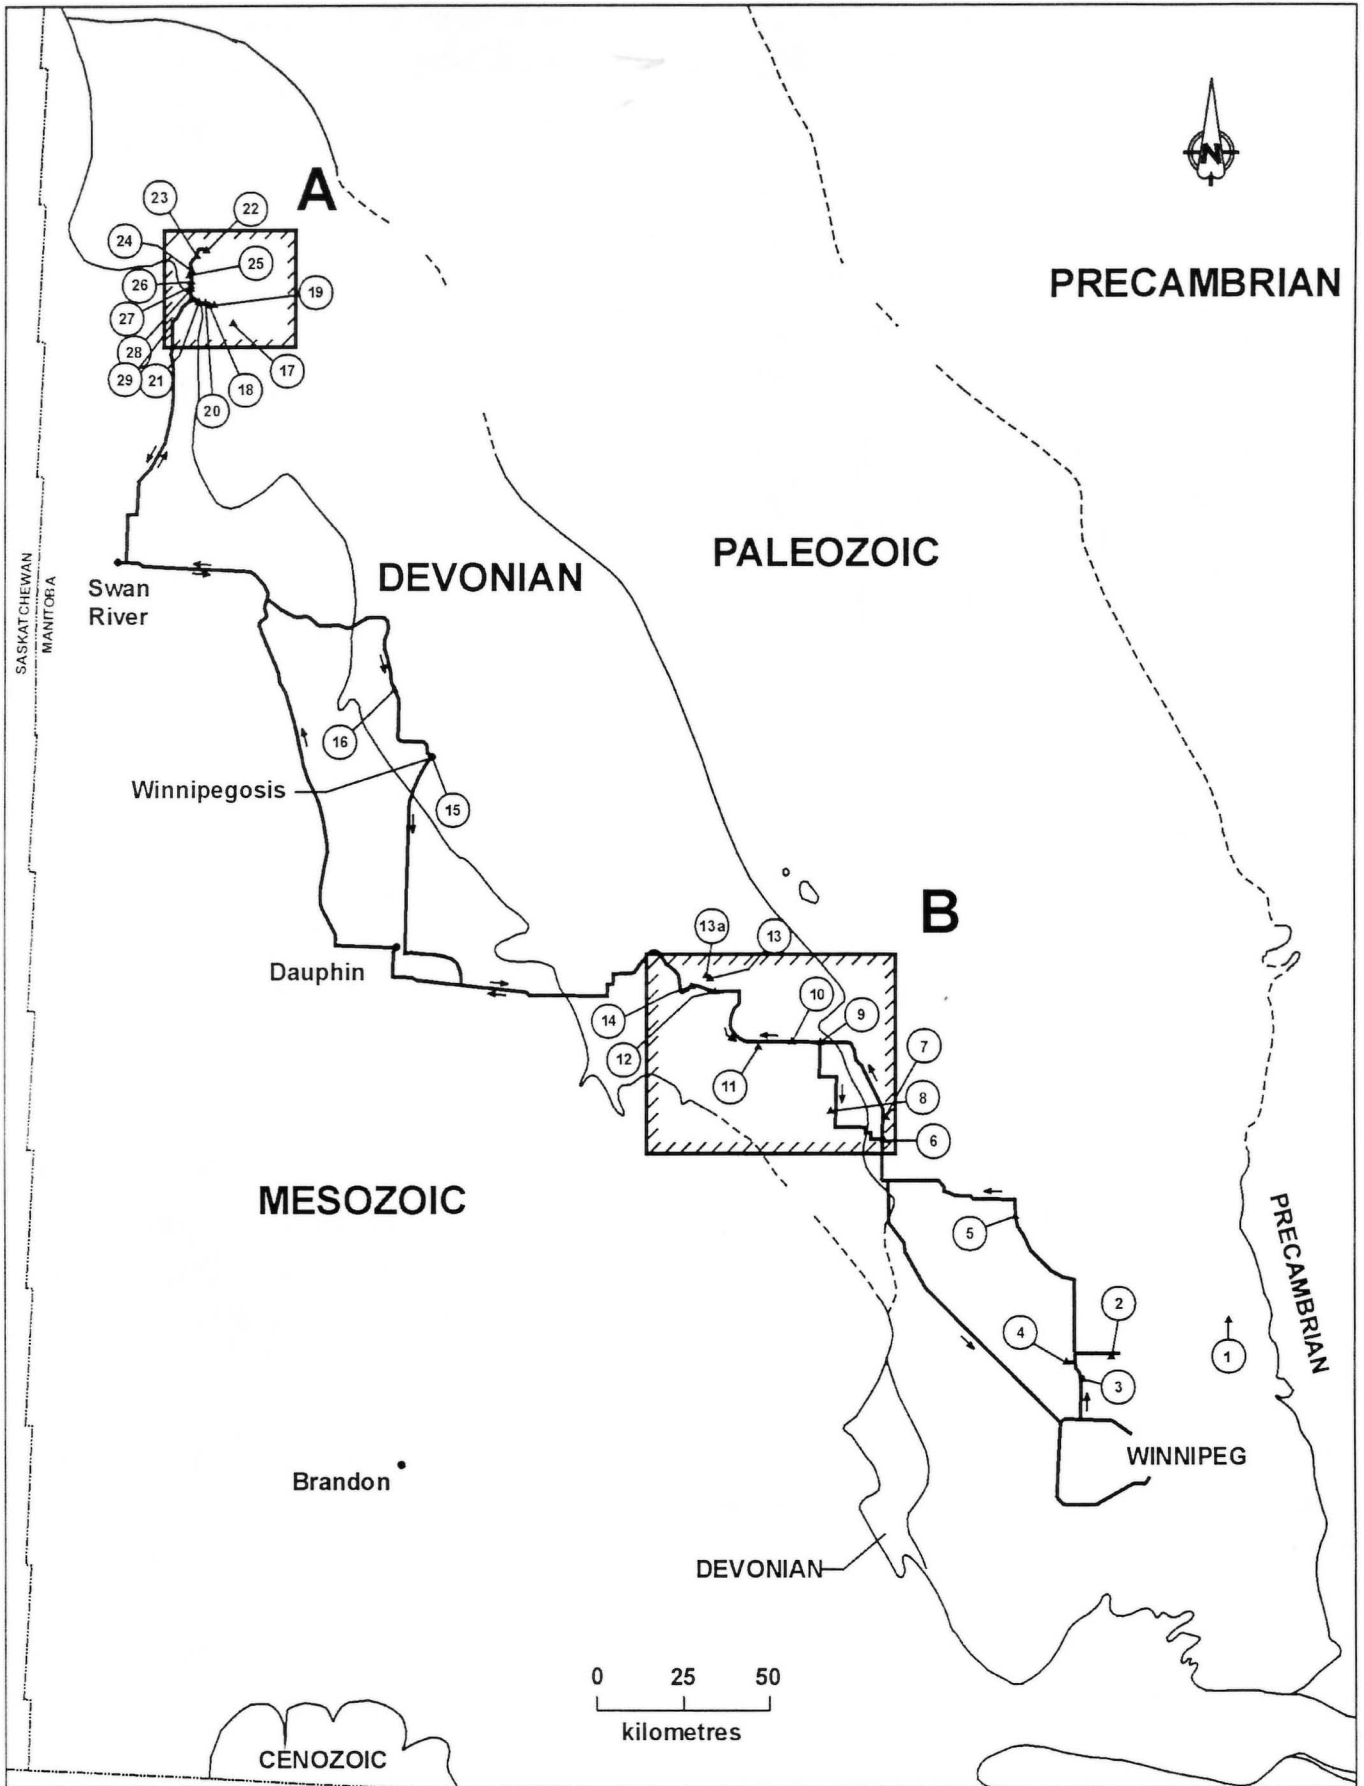 N
A
23
22
24
25
26
19
27
28
29
21
17
18
20
PRECAMBRIAN
PALEOZOIC
DEVONIAN
SASKATCHEWAN
MANITOBA
Swan
River
16
Winnipegosis
15
B
13a
13
Dauphin
10
14
9
12
7
11
8
6
MESOZOIC
5
PRECAMBRIAN
2
4
1
3
WINNIPEG
Brandon
DEVONIAN
0 25 50
kilometres
CENOZOIC